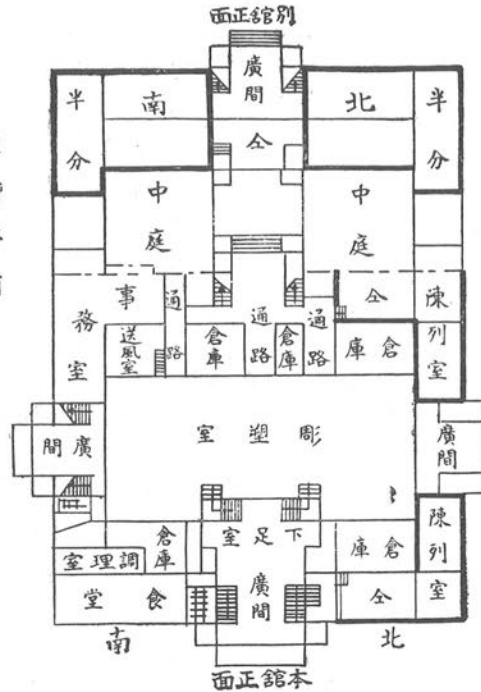 別舘正面
廣間
仝
北
半分
南
半分
中庭
中庭
陳列室
仝
倉庫
通路
倉庫
通路
倉庫
通路
送風室
事務室
廣間
彫塑室
廣間
陳列室
倉庫
仝
下足室
廣間
倉庫
調理室
食堂
北
南
本舘正面